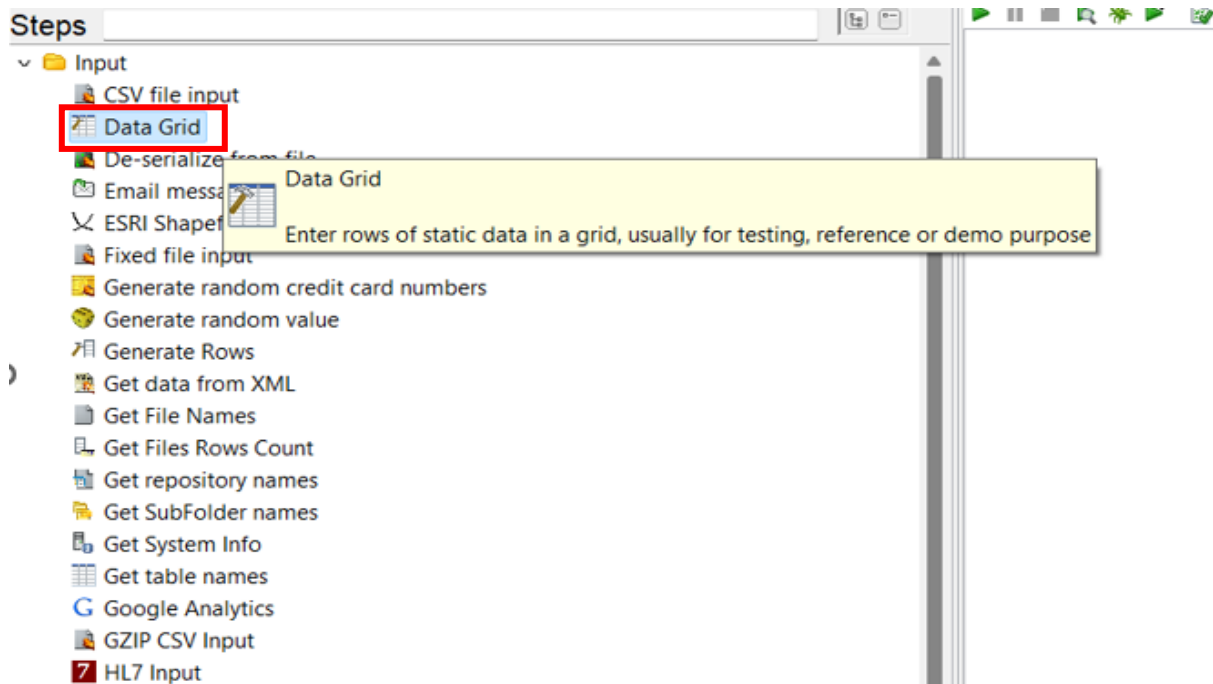 Steps
Input
CSV file input
Data Grid
De-serialize from file
Data Grid
Email messa
ESRI Shapef
Enter rows of static data in a grid, usually for testing, reference or demo purpose
Fixed file input
Generate random credit card numbers
Generate random value
Generate Rows
Get data from XML
Get File Names
Get Files Rows Count
Get repository names
Get SubFolder names
Get System Info
Get table names
Google Analytics
GZIP CSV Input
7 HL7 Input